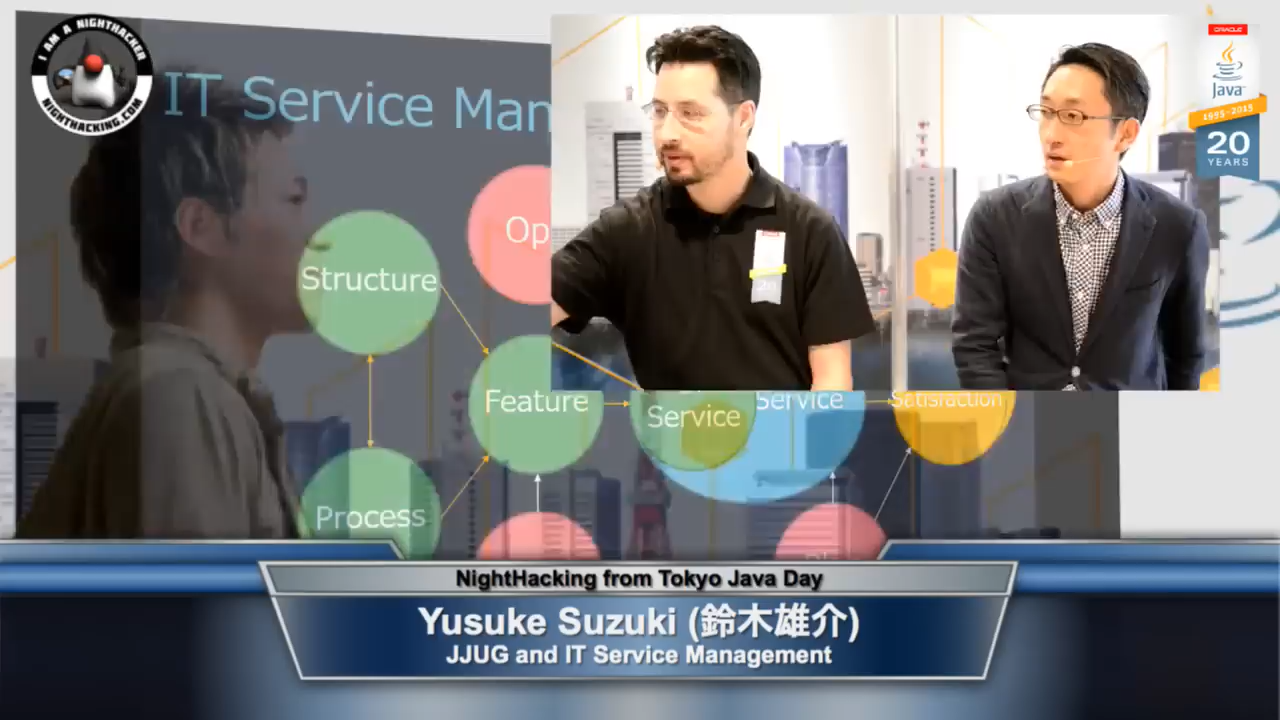 I AM A NIGHTHACKER
NIGHTHACKING.COM
IT Service Man
ORACLE
Java
1995-2015
20
YEARS
Structure
Op
Feature
Service
Service
Satisfaction
Process
NightHacking from Tokyo Java Day
Yusuke Suzuki (鈴木雄介)
JJUG and IT Service Management